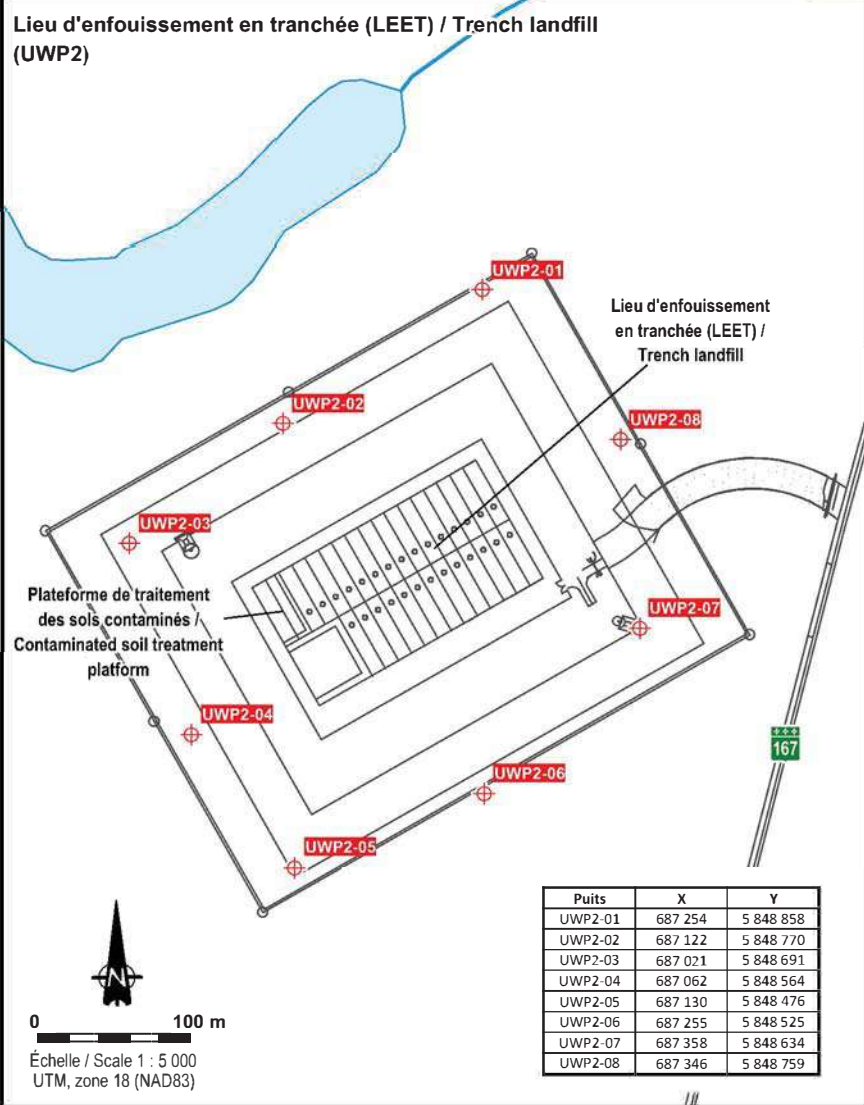 Lieu d'enfouissement en tranchée (LEET) / Trench landfill
(UWP2)
UWP2-01
Lieu d'enfouissement
en tranchée (LEET) /
Trench landfill
UWP2-02
UWP2-08
UWP2-03
Plateforme de traitement
des sols contaminés /
Contaminated soil treatment
platform
UWP2-07
UWP2-04
167
UWP2-06
UWP2-05
Puits X Y
UWP2-01 687 254 5 848 858
UWP2-02 687 122 5 848 770
UWP2-03 687 021 5 848 691
UWP2-04 687 062 5 848 564
UWP2-05 687 130 5 848 476
UWP2-06 687 255 5 848 525
UWP2-07 687 358 5 848 634
UWP2-08 687 346 5 848 759
N
0 100 m
Échelle / Scale 1 : 5 000
UTM, zone 18 (NAD83)